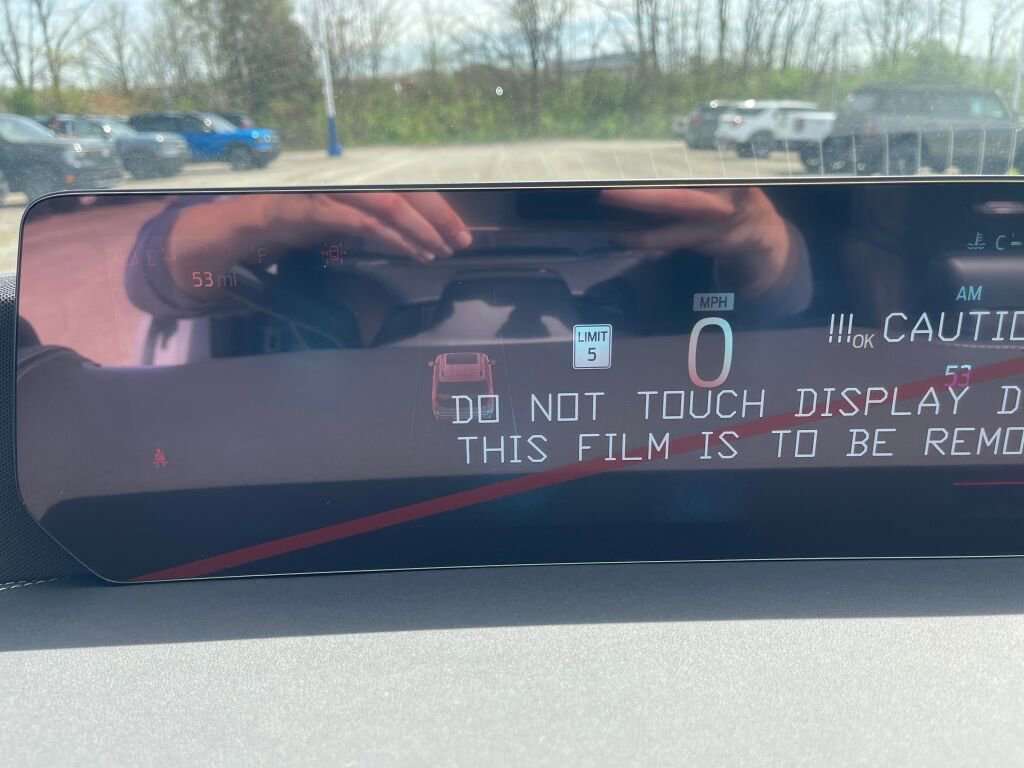 E F
53 mi
C
AM
MPH
LIMIT
5
0
!!! CAUTIO
OK
53
DO NOT TOUCH DISPLAY D
THIS FILM IS TO BE REMO